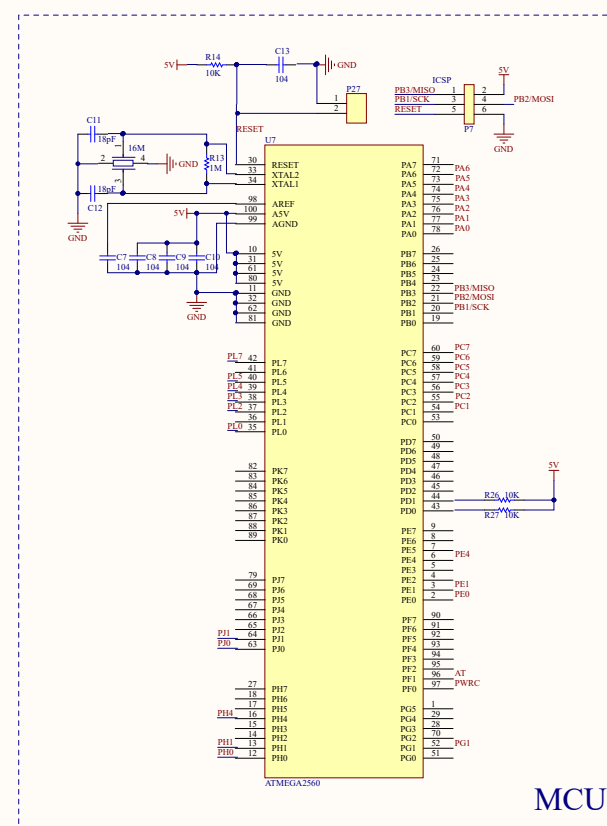 C13
R14
5V
GND
10K
104
P27
1
2
5V
ICSP
PB3/MISO 1 2
PB1/SCK 3 4 PB2/MOSI
RESET 5 6
P7
GND
C11
18pF
RESET
U7
16M
1
2 4 GND
3
R13
1M
18pF
C12
GND
30 RESET
33 XTAL2
34 XTAL1
98 AREF
5V 100 A5V
99 AGND
C7 C8 C9 C10
104 104 104 104
GND
10 5V
31 5V
61 5V
80 5V
11 GND
32 GND
62 GND
81 GND
PL7 42 PL7
41 PL6
PL5 40 PL5
PL4 39 PL4
PL3 38 PL3
PL2 37 PL2
36 PL1
PL0 35 PL0
82 PK7
83 PK6
84 PK5
85 PK4
86 PK3
87 PK2
88 PK1
89 PK0
79 PJ7
69 PJ6
68 PJ5
67 PJ4
66 PJ3
65 PJ2
PJ1 64 PJ1
PJ0 63 PJ0
27 PH7
18 PH6
17 PH5
PH4 16 PH4
15 PH3
14 PH2
PH1 13 PH1
PH0 12 PH0
PA7 71
PA6 72 PA6
PA5 73 PA5
PA4 74 PA4
PA3 75 PA3
PA2 76 PA2
PA1 77 PA1
PA0 78 PA0
PB7 26
PB6 25
PB5 24
PB4 23
PB3 22 PB3/MISO
PB2 21 PB2/MOSI
PB1 20 PB1/SCK
PB0 19
PC7 60 PC7
PC6 59 PC6
PC5 58 PC5
PC4 57 PC4
PC3 56 PC3
PC2 55 PC2
PC1 54 PC1
PC0 53
PD7 50
PD6 49
PD5 48
PD4 47
PD3 46
PD2 45
PD1 44
PD0 43
5V
R26 10K
R27 10K
PE7 9
PE6 8
PE5 7
PE4 6 PE4
PE3 5
PE2 4
PE1 3 PE1
PE0 2 PE0
PF7 90
PF6 91
PF5 92
PF4 93
PF3 94
PF2 95
PF1 96 AT
PF0 97 PWRC
PG5 1
PG4 29
PG3 28
PG2 70
PG1 52 PG1
PG0 51
ATMEGA2560
MCU